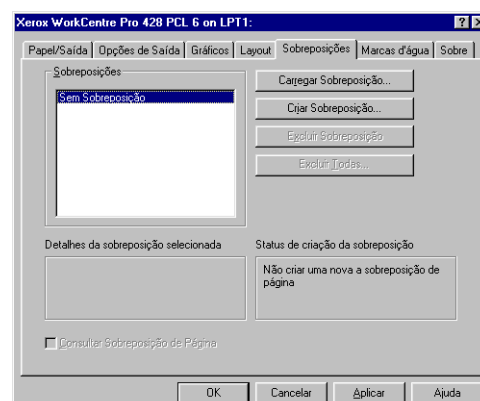 Xerox WorkCentre Pro 428 PCL 6 on LPT1:
Papel/Saída Opções de Saída Gráficos Layout Sobreposições Marcas d'água Sobre
Sobreposições
Sem Sobreposição
Carregar Sobreposição...
Criar Sobreposição...
Excluir Sobreposição
Excluir Todas...
Detalhes da sobreposição selecionada
Status de criação da sobreposição
Não criar uma nova a sobreposição de
página
Consultar Sobreposição de Página
OK Cancelar Aplicar Ajuda